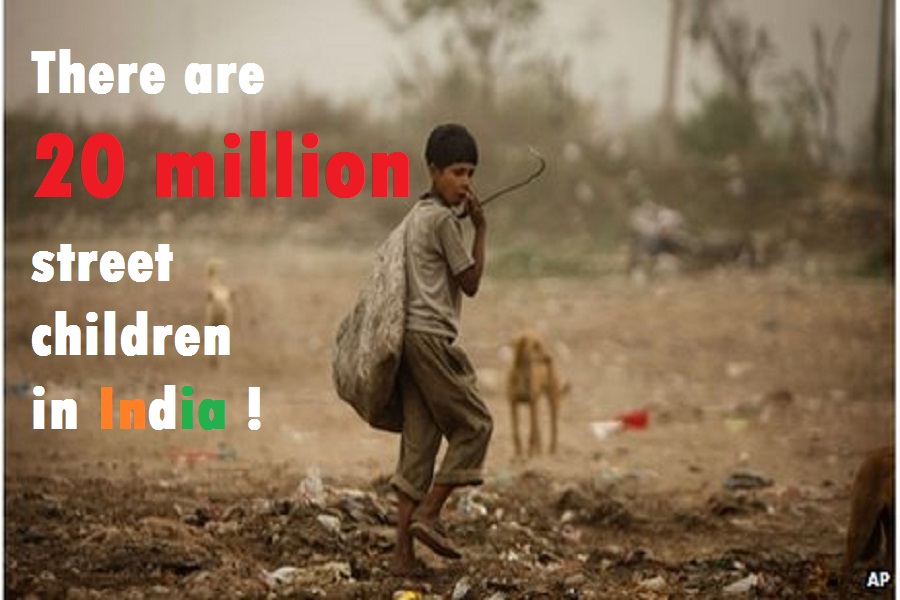 There are
20 million
street
children
in India !
AP